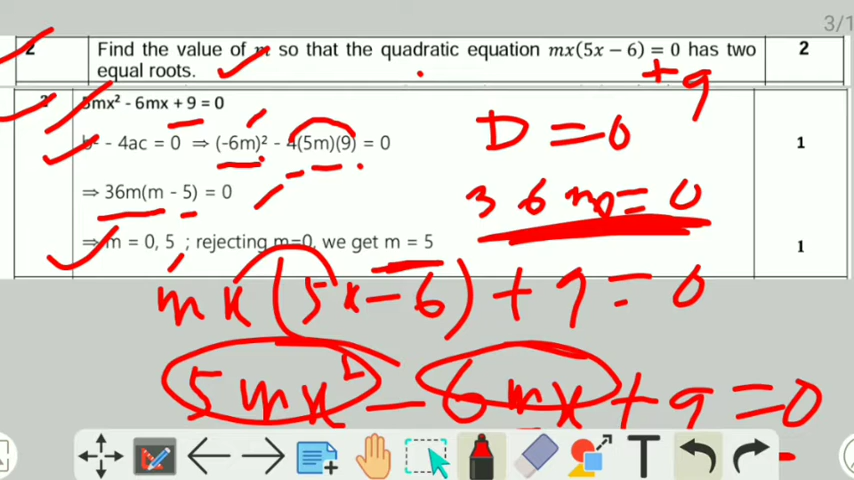 3/1
2 Find the value of m so that the quadratic equation mx(5x − 6) = 0 has two 2
equal roots.
+9
2 5mx² - 6mx + 9 = 0
b² - 4ac = 0 ⇒ (-6m)² - 4(5m)(9) = 0 1
D = 0
⇒ 36m(m - 5) = 0
36m = 0
⇒ m = 0, 5 ; rejecting m=0, we get m = 5 1
mx(5x − 6) + 9 = 0
5mx² − 6mx + 9 = 0
T